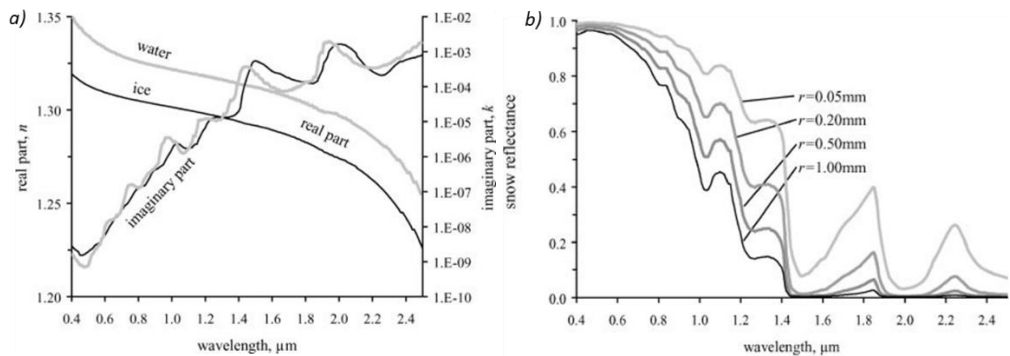 a)
1.35
1.30
1.25
1.20
real part, n
water
ice
real part
imaginary part
1.E-02
1.E-03
1.E-04
1.E-05
1.E-06
1.E-07
1.E-08
1.E-09
1.E-10
imaginary part, k
0.4 0.6 0.8 1.0 1.2 1.4 1.6 1.8 2.0 2.2 2.4
wavelength, µm
b)
1.0
0.8
0.6
0.4
0.2
0.0
snow reflectance
r=0.05mm
r=0.20mm
r=0.50mm
r=1.00mm
0.4 0.6 0.8 1.0 1.2 1.4 1.6 1.8 2.0 2.2 2.4
wavelength, µm